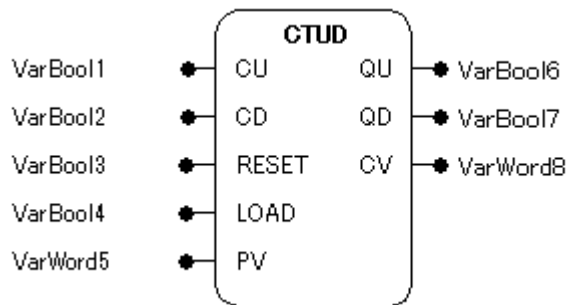 CTUD
VarBool1 CU QU VarBool6
VarBool2 CD QD VarBool7
VarBool3 RESET CV VarWord8
VarBool4 LOAD
VarWord5 PV